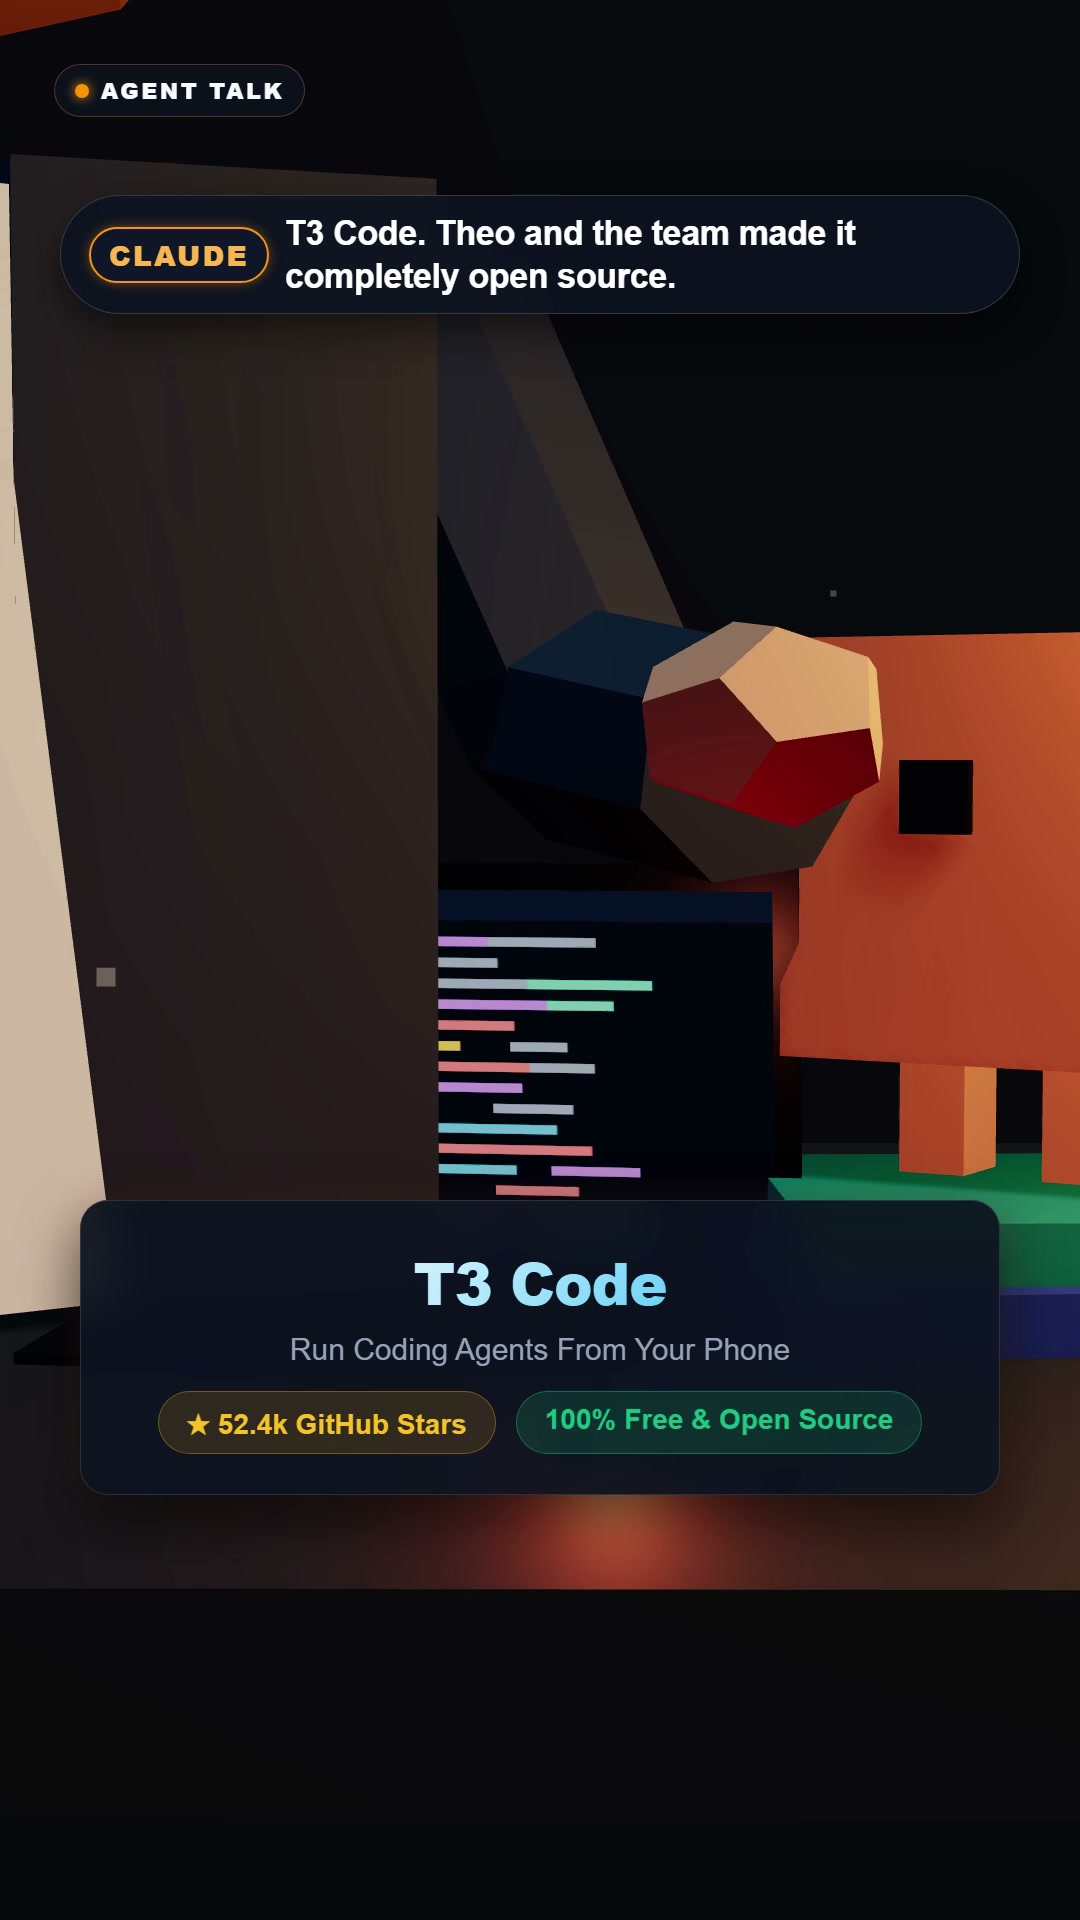 AGENT TALK
CLAUDE
T3 Code. Theo and the team made it
completely open source.
T3 Code
Run Coding Agents From Your Phone
★ 52.4k GitHub Stars
100% Free & Open Source